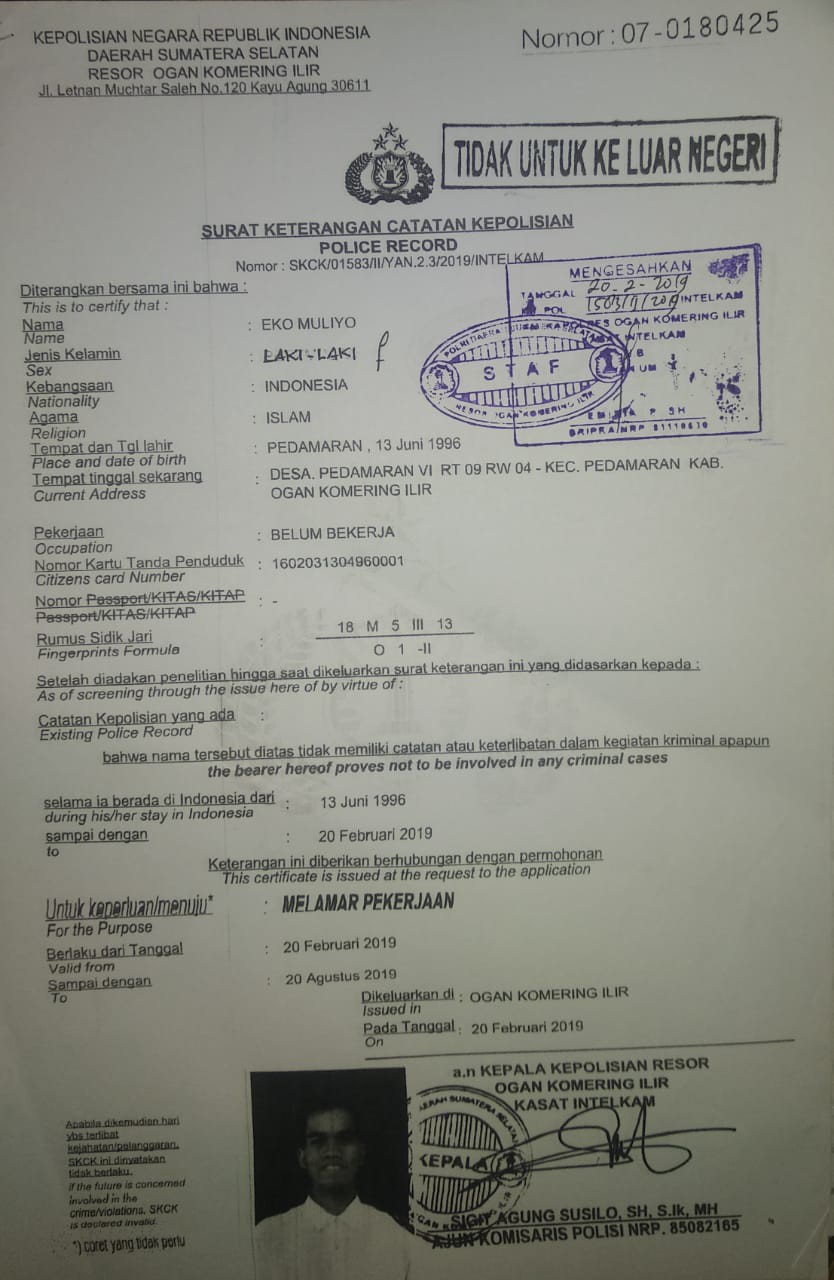 KEPOLISIAN NEGARA REPUBLIK INDONESIA
DAERAH SUMATERA SELATAN
RESOR OGAN KOMERING ILIR
Jl. Letnan Muchtar Saleh No.120 Kayu Agung 30611
Nomor : 07-0180425
TIDAK UNTUK KE LUAR NEGERI
SURAT KETERANGAN CATATAN KEPOLISIAN
POLICE RECORD
Nomor : SKCK/01583/II/YAN.2.3/2019/INTELKAM
MENGESAHKAN
TANGGAL 20-2-2019
POL 1583/II/2019/INTELKAM
OGAN KOMERING ILIR
INTELKAM
STAF
RESOR OGAN KOMERING ILIR
SH
BRIPKA/NRP
Diterangkan bersama ini bahwa :
This is to certify that :
Nama : EKO MULIYO
Name
Jenis Kelamin : LAKI-LAKI
Sex
Kebangsaan : INDONESIA
Nationality
Agama : ISLAM
Religion
Tempat dan Tgl lahir : PEDAMARAN , 13 Juni 1996
Place and date of birth
Tempat tinggal sekarang : DESA. PEDAMARAN VI RT 09 RW 04 - KEC. PEDAMARAN KAB.
Current Address OGAN KOMERING ILIR
Pekerjaan : BELUM BEKERJA
Occupation
Nomor Kartu Tanda Penduduk : 1602031304960001
Citizens card Number
Nomor Passport/KITAS/KITAP : -
Passport/KITAS/KITAP
Rumus Sidik Jari : 18 M 5 III 13
Fingerprints Formula O 1 -II
Setelah diadakan penelitian hingga saat dikeluarkan surat keterangan ini yang didasarkan kepada :
As of screening through the issue here of by virtue of :
Catatan Kepolisian yang ada :
Existing Police Record
bahwa nama tersebut diatas tidak memiliki catatan atau keterlibatan dalam kegiatan kriminal apapun
the bearer hereof proves not to be involved in any criminal cases
selama ia berada di Indonesia dari : 13 Juni 1996
during his/her stay in Indonesia
sampai dengan : 20 Februari 2019
to
Keterangan ini diberikan berhubungan dengan permohonan
This certificate is issued at the request to the application
Untuk keperluan/menuju* : MELAMAR PEKERJAAN
For the Purpose
Berlaku dari Tanggal : 20 Februari 2019
Valid from
Sampai dengan : 20 Agustus 2019
To
Dikeluarkan di : OGAN KOMERING ILIR
Issued in
Pada Tanggal : 20 Februari 2019
On
a.n KEPALA KEPOLISIAN RESOR
OGAN KOMERING ILIR
KASAT INTELKAM
KEPALA
SIGIT AGUNG SUSILO, SH, S.Ik, MH
AJUN KOMISARIS POLISI NRP. 85082165
Apabila dikemudian hari
ybs terlibat
kejahatan/pelanggaran,
SKCK ini dinyatakan
tidak berlaku.
if the future is concerned
involved in the
crime/violations, SKCK
is declared invalid.
*) coret yang tidak perlu